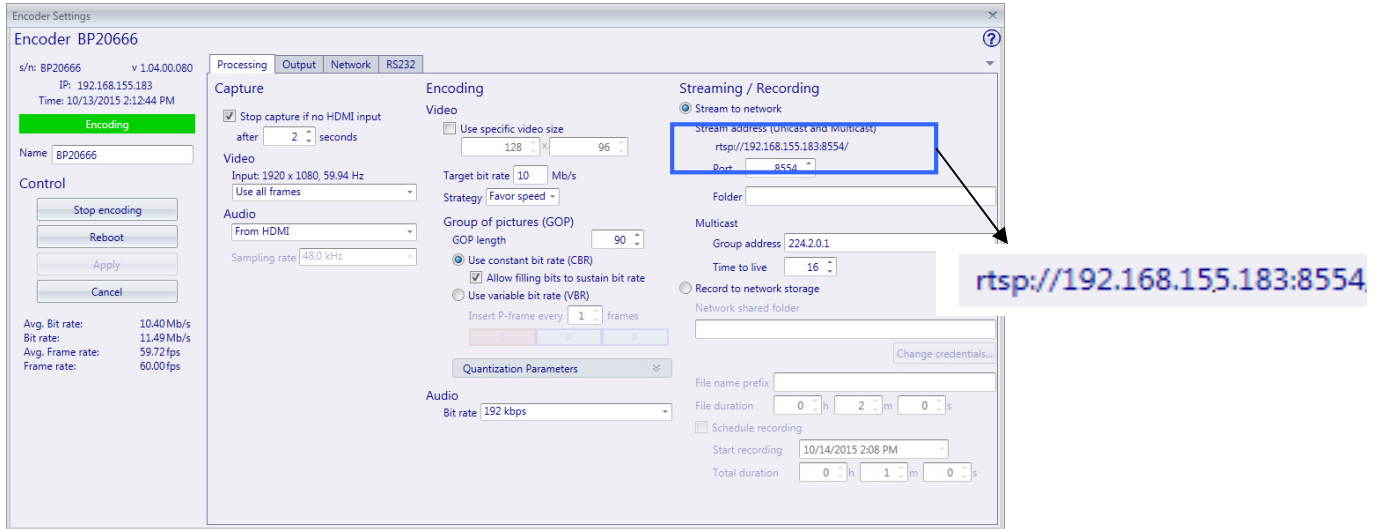 Encoder Settings
Encoder BP20666
s/n: BP20666 v 1.04.00.080
IP: 192.168.155.183
Time: 10/13/2015 2:12:44 PM
Encoding
Name BP20666
Control
Stop encoding
Reboot
Apply
Cancel
Avg. Bit rate: 10.40 Mb/s
Bit rate: 11.49 Mb/s
Avg. Frame rate: 59.72 fps
Frame rate: 60.00 fps
Processing Output Network RS232
Capture
Stop capture if no HDMI input
after 2 seconds
Video
Input: 1920 x 1080, 59.94 Hz
Use all frames
Audio
From HDMI
Sampling rate 48.0 kHz
Encoding
Video
Use specific video size
128 x 96
Target bit rate 10 Mb/s
Strategy Favor speed
Group of pictures (GOP)
GOP length 90
Use constant bit rate (CBR)
Allow filling bits to sustain bit rate
Use variable bit rate (VBR)
Insert P-frame every 1 frames
I P P
Quantization Parameters
Audio
Bit rate 192 kbps
Streaming / Recording
Stream to network
Stream address (Unicast and Multicast)
rtsp://192.168.155.183:8554/
Port 8554
Folder
Multicast
Group address 224.2.0.1
Time to live 16
Record to network storage
Network shared folder
Change credentials...
File name prefix
File duration 0 h 2 m 0 s
Schedule recording
Start recording 10/14/2015 2:08 PM
Total duration 0 h 1 m 0 s
rtsp://192.168.155.183:8554/